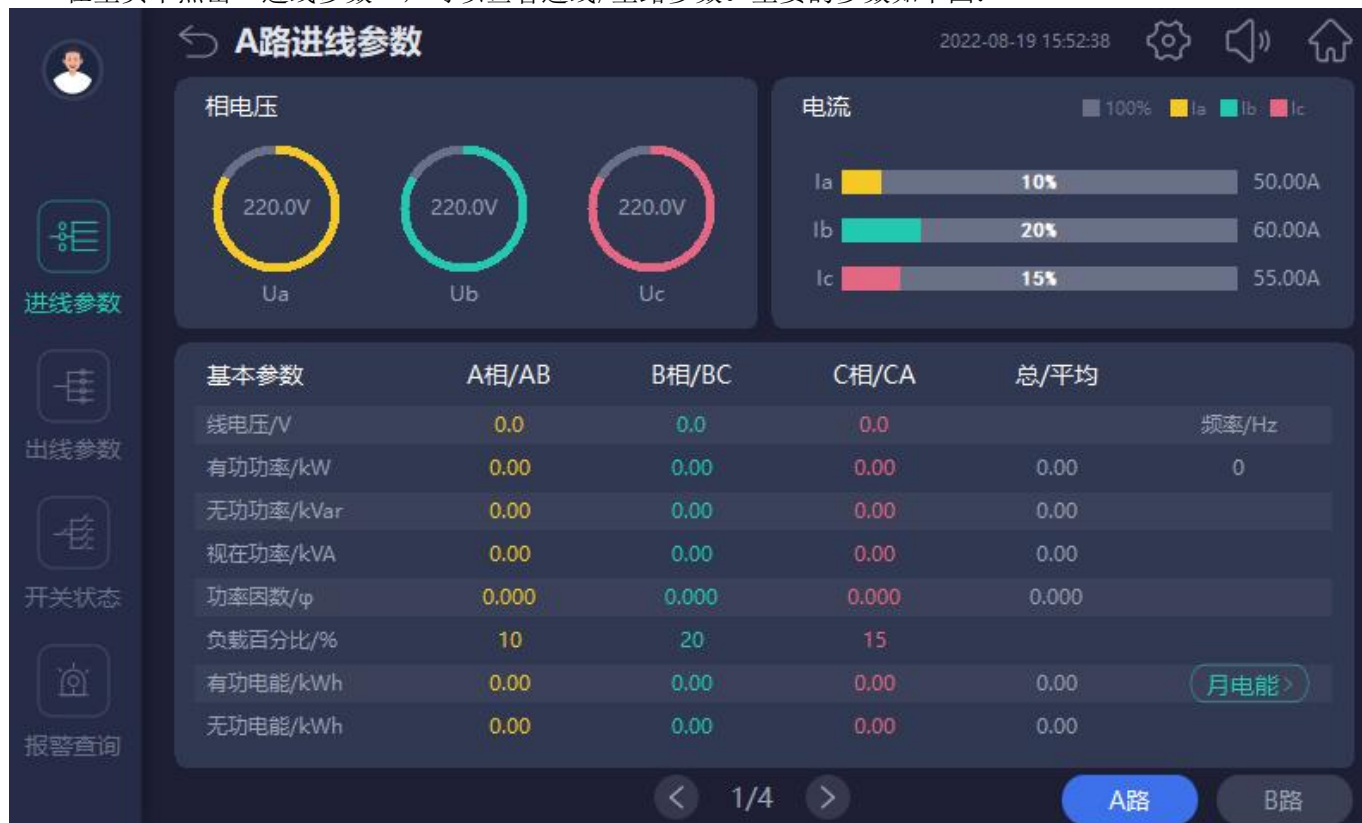 A路进线参数
2022-08-19 15:52:38
相电压
220.0V 220.0V 220.0V
Ua Ub Uc
电流
100% Ia Ib Ic
Ia 10% 50.00A
Ib 20% 60.00A
Ic 15% 55.00A
进线参数
出线参数
开关状态
报警查询
基本参数 A相/AB B相/BC C相/CA 总/平均
线电压/V 0.0 0.0 0.0 频率/Hz
有功功率/kW 0.00 0.00 0.00 0.00 0
无功功率/kVar 0.00 0.00 0.00 0.00
视在功率/kVA 0.00 0.00 0.00 0.00
功率因数/φ 0.000 0.000 0.000 0.000
负载百分比/% 10 20 15
有功电能/kWh 0.00 0.00 0.00 0.00 月电能>
无功电能/kWh 0.00 0.00 0.00 0.00
< 1/4 > A路 B路